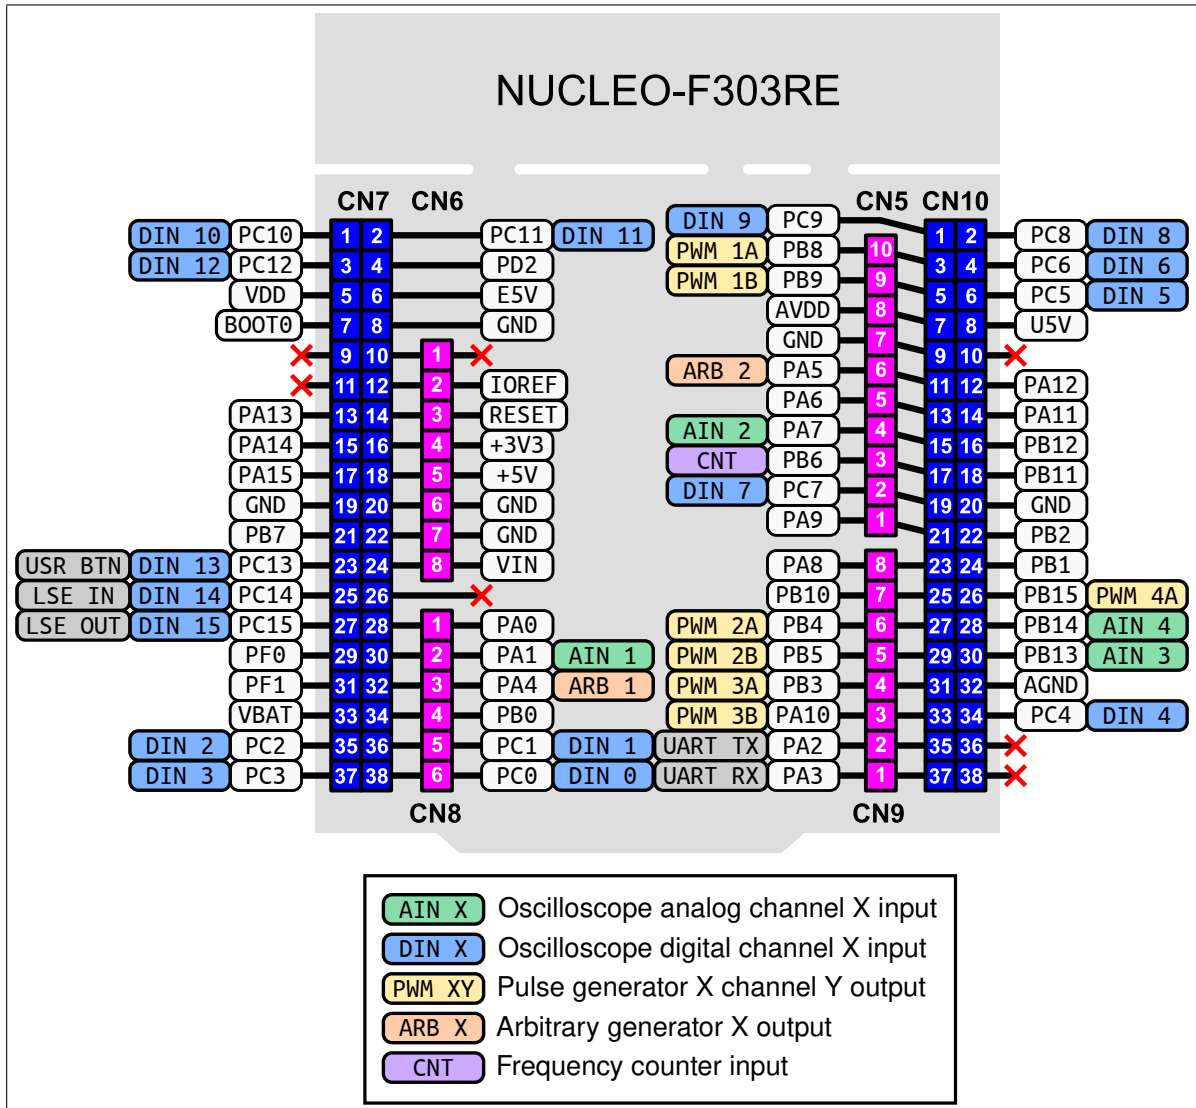 NUCLEO-F303RE
CN7 CN6 CN5 CN10
DIN 9 PC9
DIN 10 PC10 1 2 PC11 DIN 11 1 2 PC8 DIN 8
PWM 1A PB8 10
DIN 12 PC12 3 4 PD2 3 4 PC6 DIN 6
PWM 1B PB9 9
VDD 5 6 E5V 5 6 PC5 DIN 5
AVDD 8
BOOT0 7 8 GND 7 8 U5V
GND 7
9 10 1 9 10
ARB 2 PA5 6
11 12 2 IOREF 11 12 PA12
PA6 5
PA13 13 14 3 RESET 13 14 PA11
AIN 2 PA7 4
PA14 15 16 4 +3V3 15 16 PB12
CNT PB6 3
PA15 17 18 5 +5V 17 18 PB11
DIN 7 PC7 2
GND 19 20 6 GND 19 20 GND
PA9 1
PB7 21 22 7 GND 21 22 PB2
USR BTN DIN 13 PC13 23 24 8 VIN PA8 8 23 24 PB1
LSE IN DIN 14 PC14 25 26 PB10 7 25 26 PB15 PWM 4A
LSE OUT DIN 15 PC15 27 28 1 PA0 PWM 2A PB4 6 27 28 PB14 AIN 4
PF0 29 30 2 PA1 AIN 1 PWM 2B PB5 5 29 30 PB13 AIN 3
PF1 31 32 3 PA4 ARB 1 PWM 3A PB3 4 31 32 AGND
VBAT 33 34 4 PB0 PWM 3B PA10 3 33 34 PC4 DIN 4
DIN 2 PC2 35 36 5 PC1 DIN 1 UART TX PA2 2 35 36
DIN 3 PC3 37 38 6 PC0 DIN 0 UART RX PA3 1 37 38
CN8 CN9
AIN X Oscilloscope analog channel X input
DIN X Oscilloscope digital channel X input
PWM XY Pulse generator X channel Y output
ARB X Arbitrary generator X output
CNT Frequency counter input